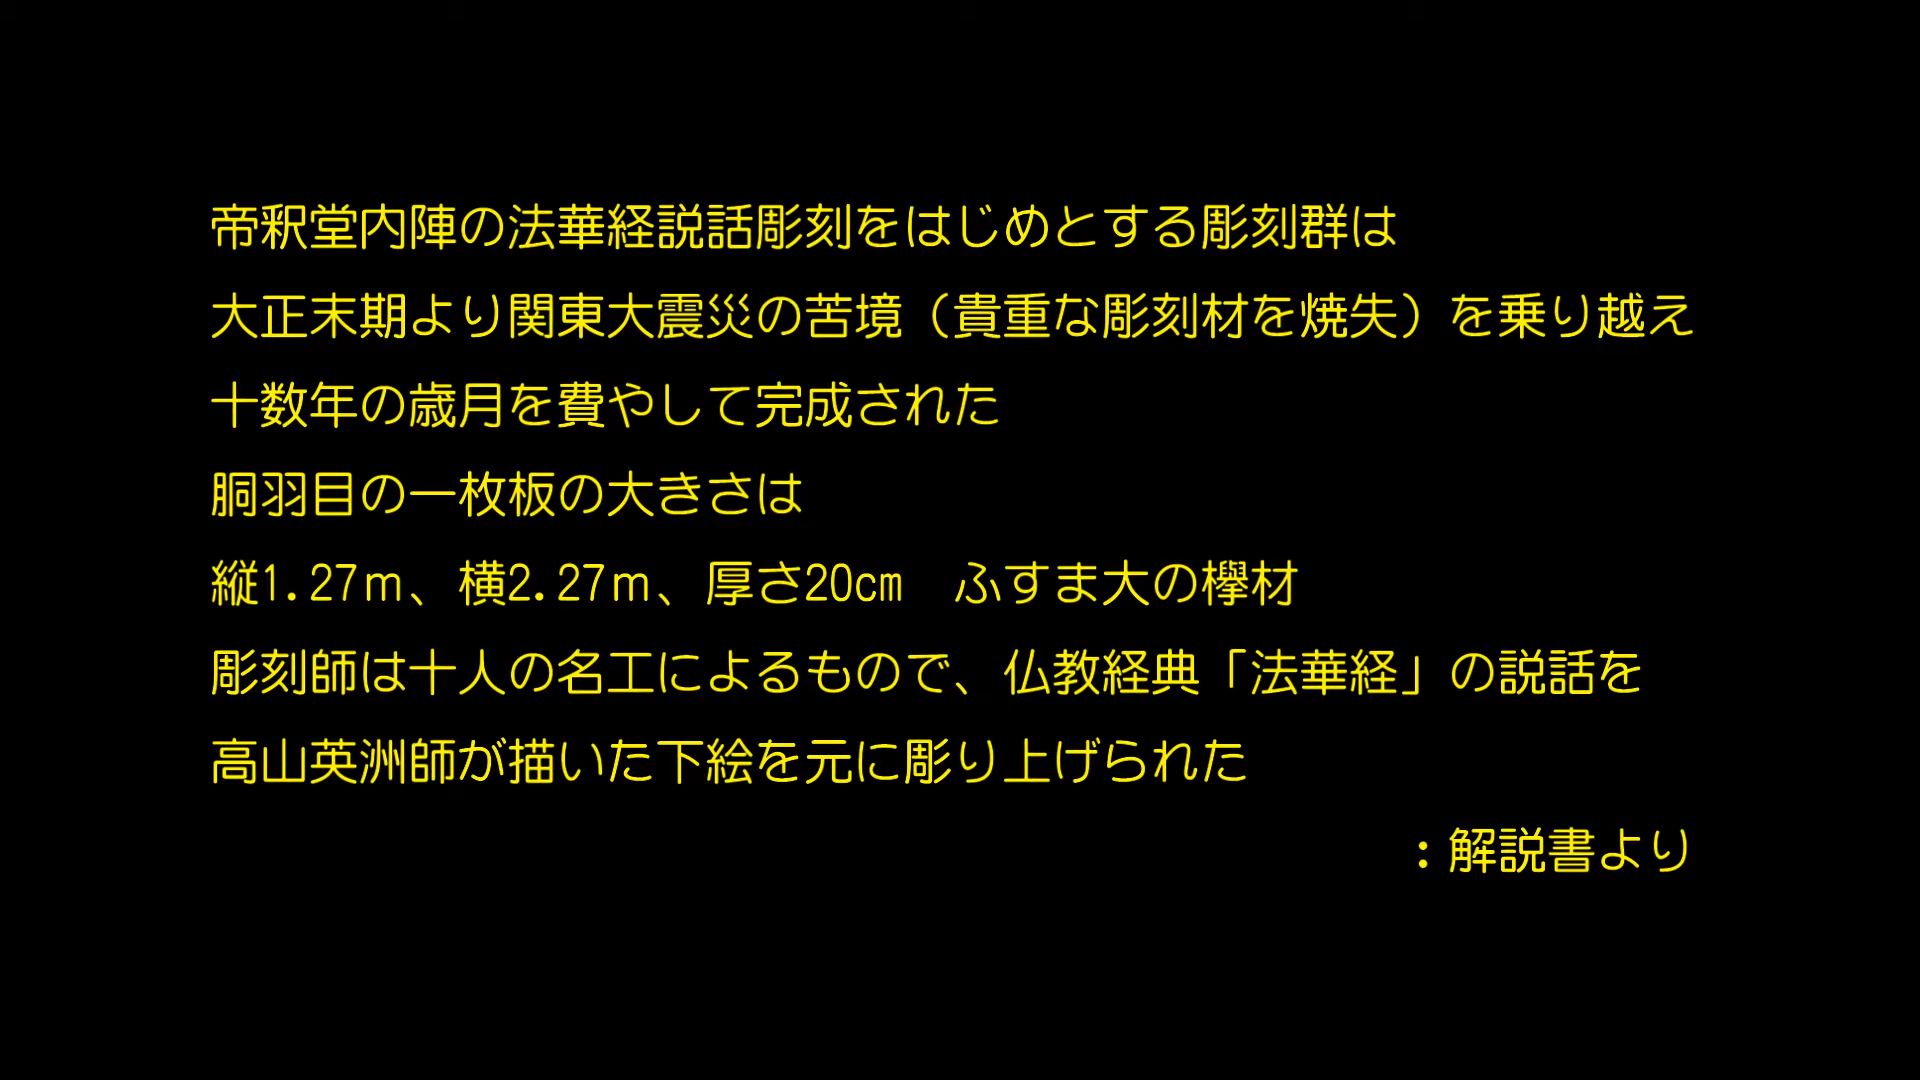 帝釈堂内陣の法華経説話彫刻をはじめとする彫刻群は
大正末期より関東大震災の苦境（貴重な彫刻材を焼失）を乗り越え
十数年の歳月を費やして完成された
胴羽目の一枚板の大きさは
縦1.27ｍ、横2.27ｍ、厚さ20㎝　ふすま大の欅材
彫刻師は十人の名工によるもので、仏教経典「法華経」の説話を
高山英洲師が描いた下絵を元に彫り上げられた
：解説書より